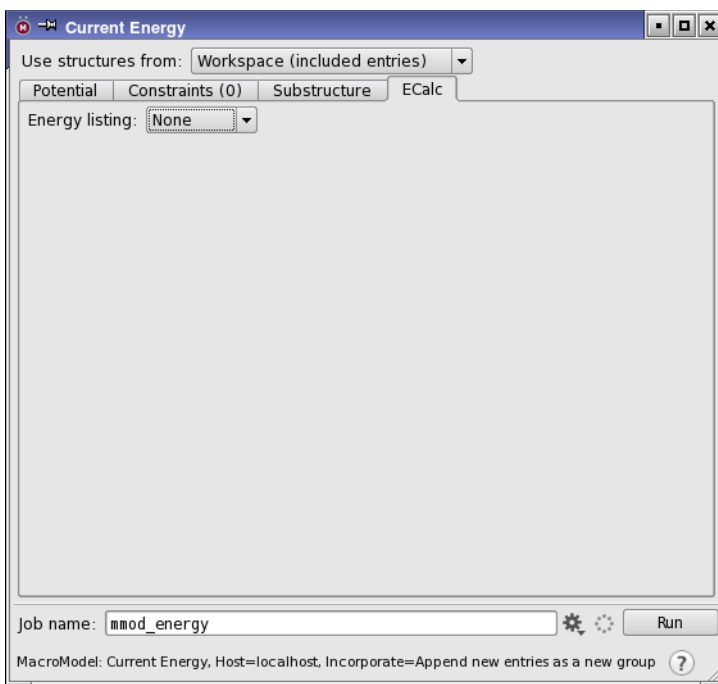 Current Energy
Use structures from: Workspace (included entries)
Potential Constraints (0) Substructure ECalc
Energy listing: None
Job name: mmod_energy Run
MacroModel: Current Energy, Host=localhost, Incorporate=Append new entries as a new group ?